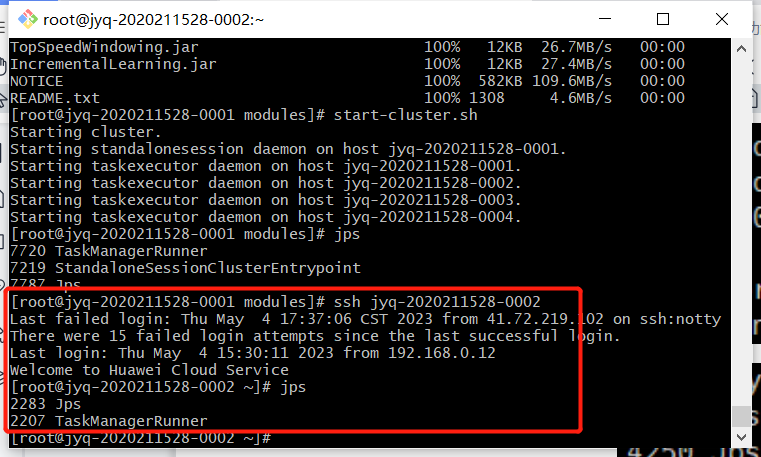 root@jyq-2020211528-0002:~
TopSpeedWindowing.jar 100% 12KB 26.7MB/s 00:00
IncrementalLearning.jar 100% 12KB 27.4MB/s 00:00
NOTICE 100% 582KB 109.6MB/s 00:00
README.txt 100% 1308 4.6MB/s 00:00
[root@jyq-2020211528-0001 modules]# start-cluster.sh
Starting cluster.
Starting standalonesession daemon on host jyq-2020211528-0001.
Starting taskexecutor daemon on host jyq-2020211528-0001.
Starting taskexecutor daemon on host jyq-2020211528-0002.
Starting taskexecutor daemon on host jyq-2020211528-0003.
Starting taskexecutor daemon on host jyq-2020211528-0004.
[root@jyq-2020211528-0001 modules]# jps
7720 TaskManagerRunner
7219 StandaloneSessionClusterEntrypoint
7787 Jps
[root@jyq-2020211528-0001 modules]# ssh jyq-2020211528-0002
Last failed login: Thu May  4 17:37:06 CST 2023 from 41.72.219.102 on ssh:notty
There were 15 failed login attempts since the last successful login.
Last login: Thu May  4 15:30:11 2023 from 192.168.0.12
Welcome to Huawei Cloud Service
[root@jyq-2020211528-0002 ~]# jps
2283 Jps
2207 TaskManagerRunner
[root@jyq-2020211528-0002 ~]#
4250 Jps